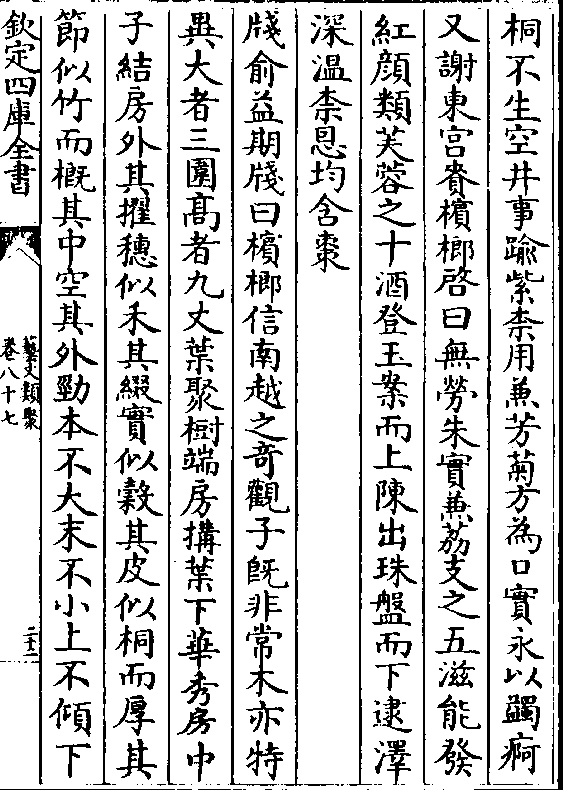 桐不生空井事踰紫柰用兼芳菊方為口實永以蠲痾
又謝東宮賚檳榔啓曰無勞朱實兼荔支之五滋能發
紅顔類芙蓉之十酒登玉案而上陳出珠盤而下逮澤
深温柰恩均含棗
牋俞益期牋曰檳榔信南越之竒觀子既非常木亦特
異大者三圍髙者九丈葉聚樹端房搆葉下華秀房中
子結房外其擢穗似禾其綴實似榖其皮似桐而厚其
節似竹而概其中空其外勁本不大末不小上不傾下
欽定四庫全書
藝文類聚
卷八十七